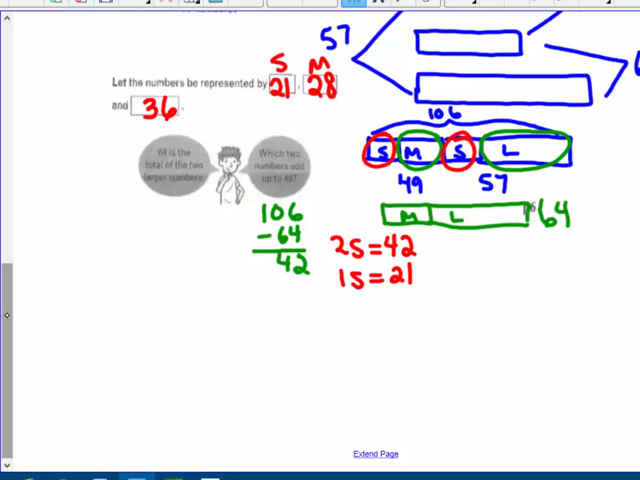 57
S M
Let the numbers be represented by 21, 28
and 36.
106
S M S L
49 57
64 is the
total of the two
larger numbers.
Which two
numbers add
up to 49?
M L 64
106
-64
42
2S=42
1S=21
Extend Page